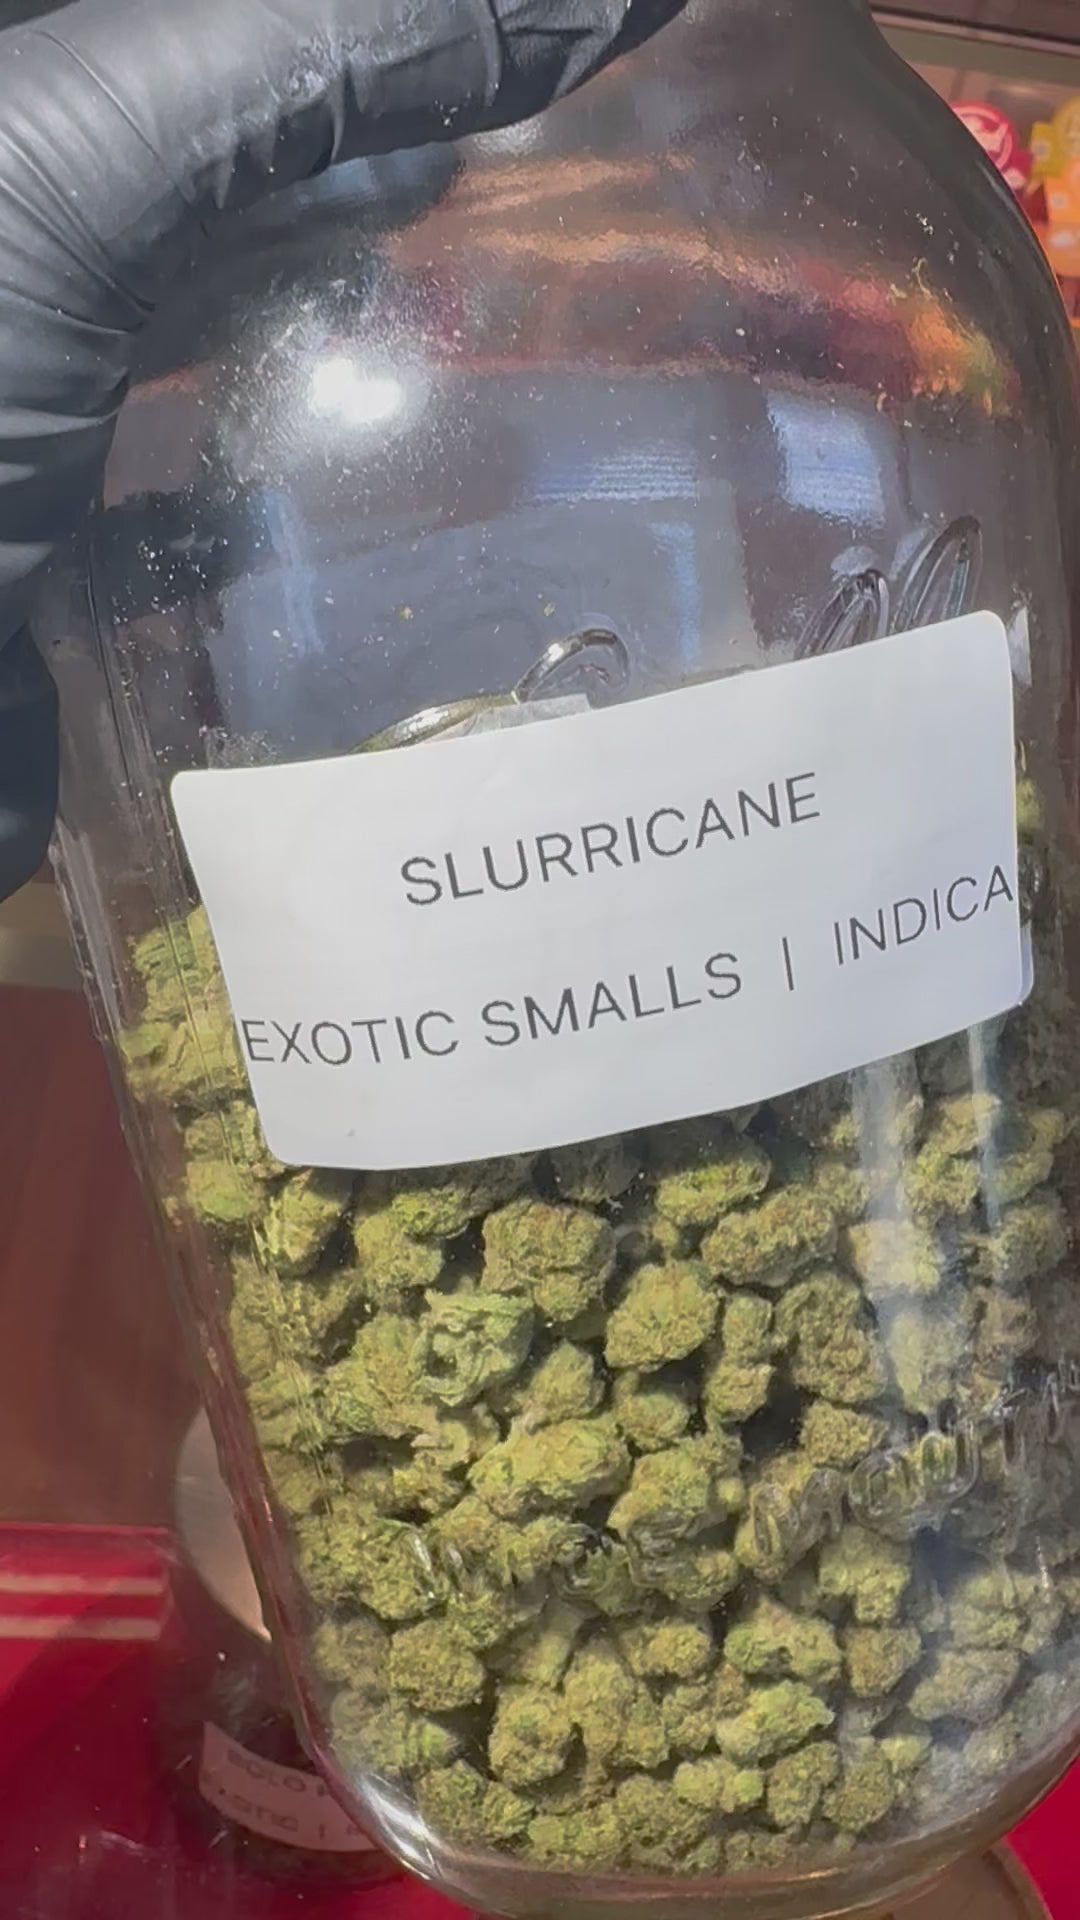 SLURRICANE
EXOTIC SMALLS | INDICA